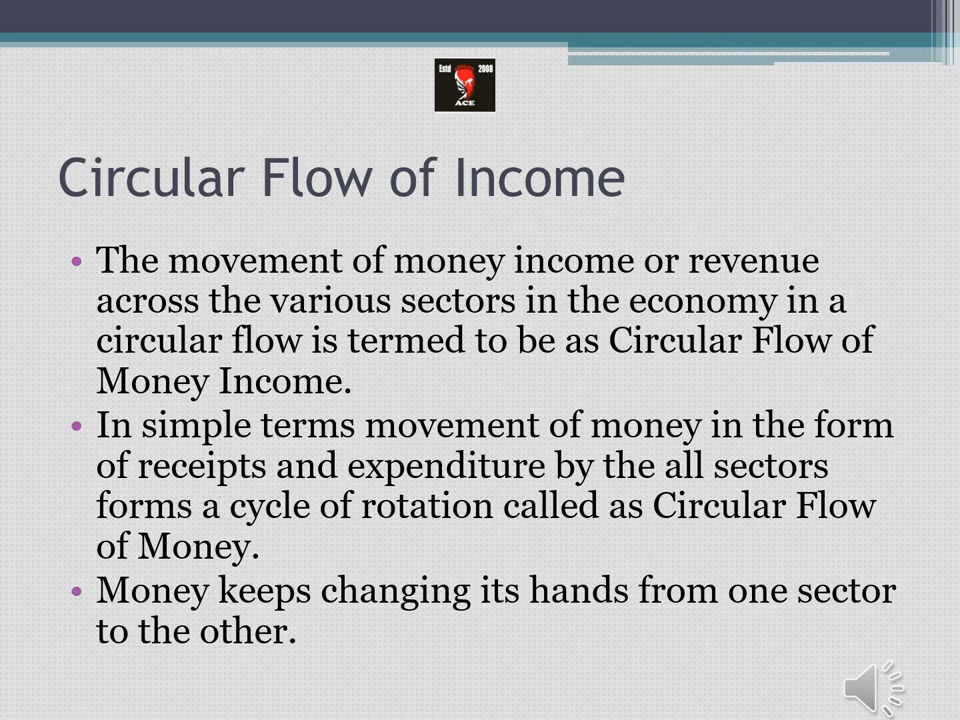 Estd 2008
ACE
Circular Flow of Income
• The movement of money income or revenue
across the various sectors in the economy in a
circular flow is termed to be as Circular Flow of
Money Income.
• In simple terms movement of money in the form
of receipts and expenditure by the all sectors
forms a cycle of rotation called as Circular Flow
of Money.
• Money keeps changing its hands from one sector
to the other.